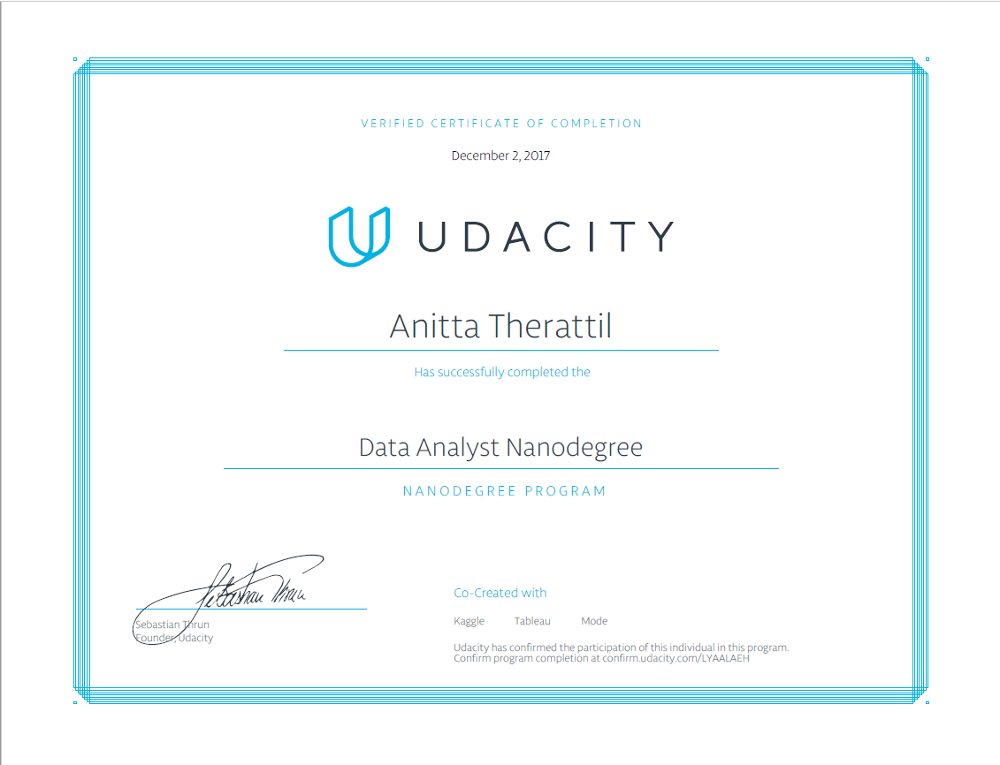 VERIFIED CERTIFICATE OF COMPLETION
December 2, 2017
UDACITY
Anitta Therattil
Has successfully completed the
Data Analyst Nanodegree
NANODEGREE PROGRAM
Sebastian Thrun
Sebastian Thrun
Founder, Udacity
Co-Created with
Kaggle Tableau Mode
Udacity has confirmed the participation of this individual in this program.
Confirm program completion at confirm.udacity.com/LYAALAEH